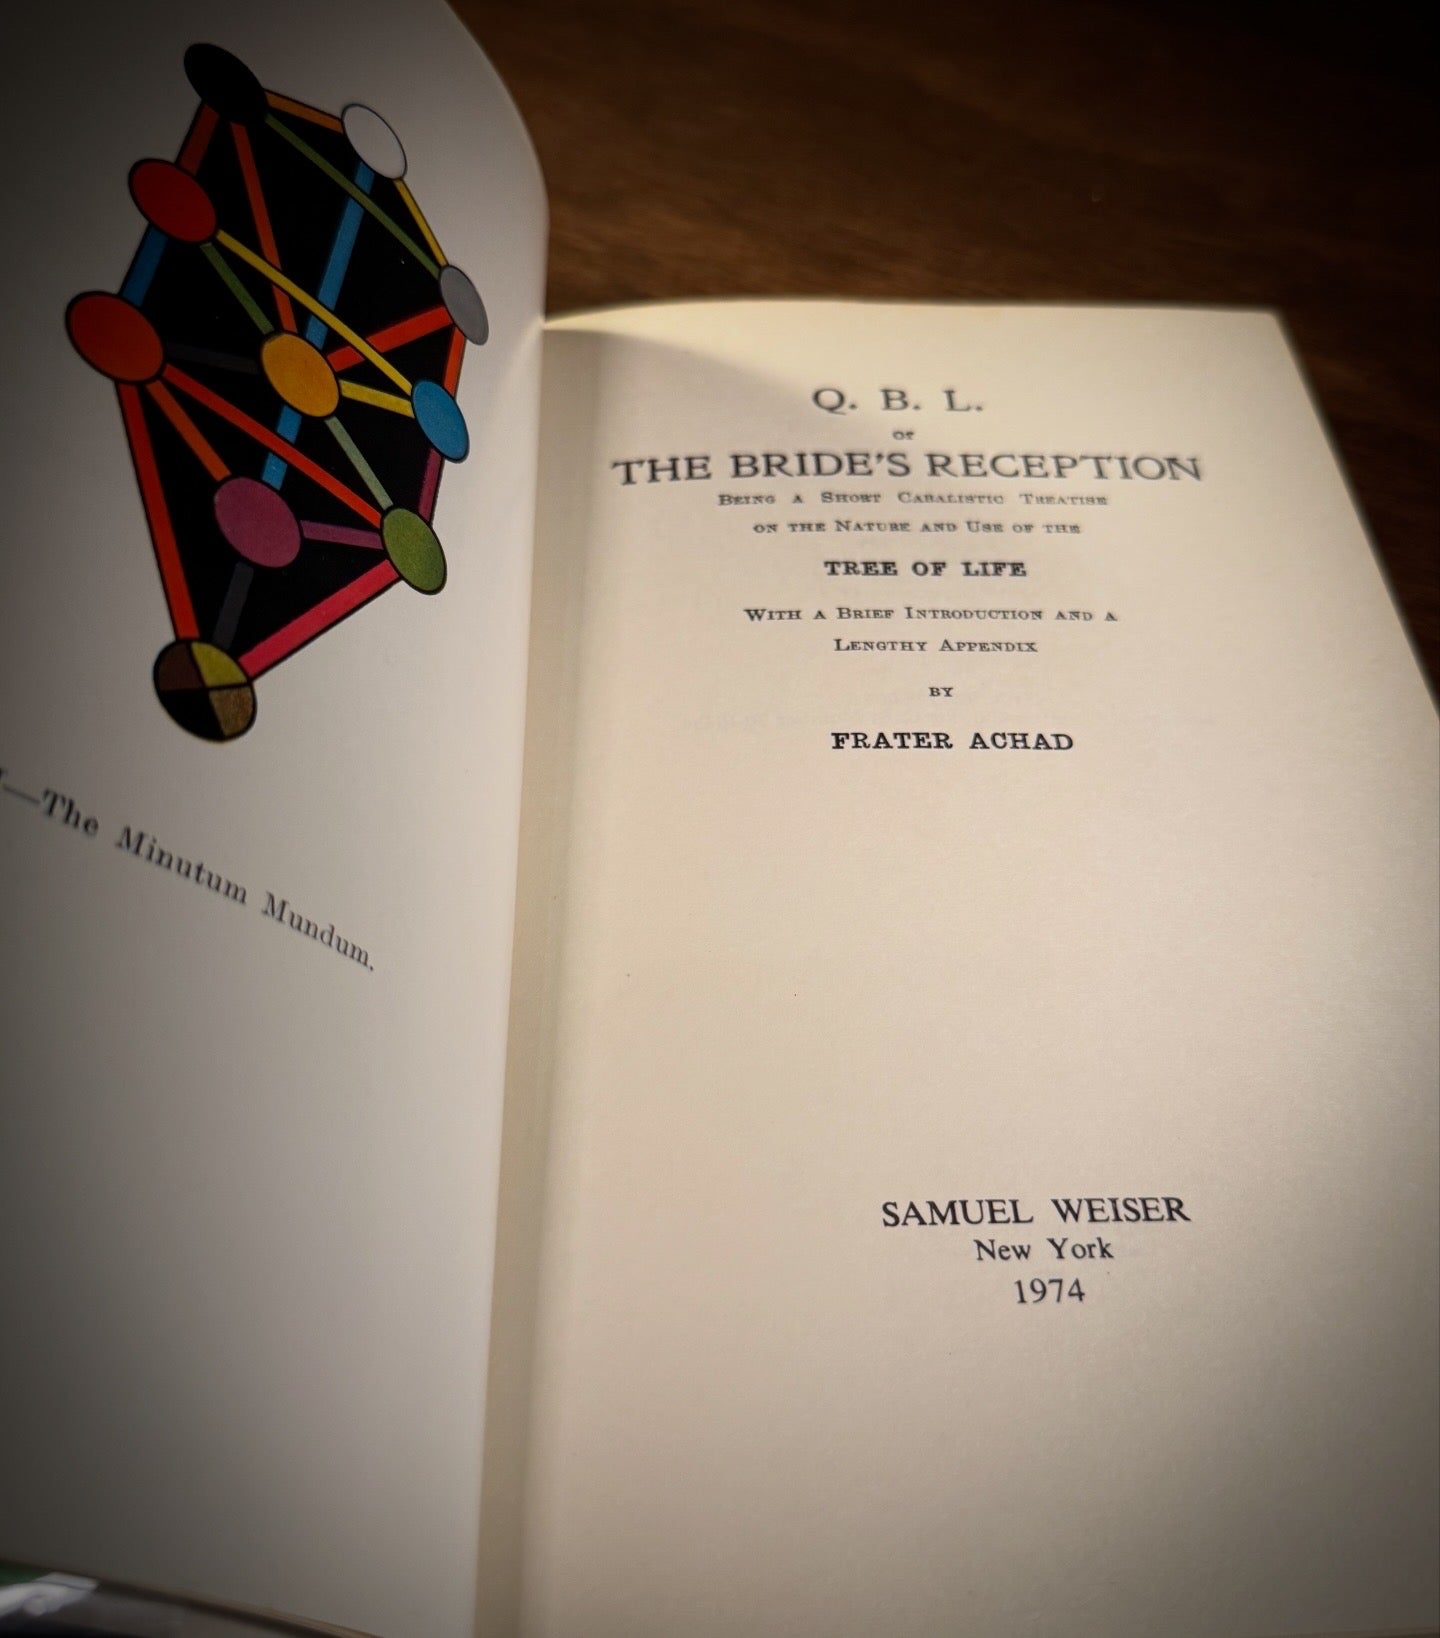 —The Minutum Mundum.
Q. B. L.
OR
THE BRIDE'S RECEPTION
BEING A SHORT CABALISTIC TREATISE
ON THE NATURE AND USE OF THE
TREE OF LIFE
WITH A BRIEF INTRODUCTION AND A
LENGTHY APPENDIX
BY
FRATER ACHAD
SAMUEL WEISER
New York
1974